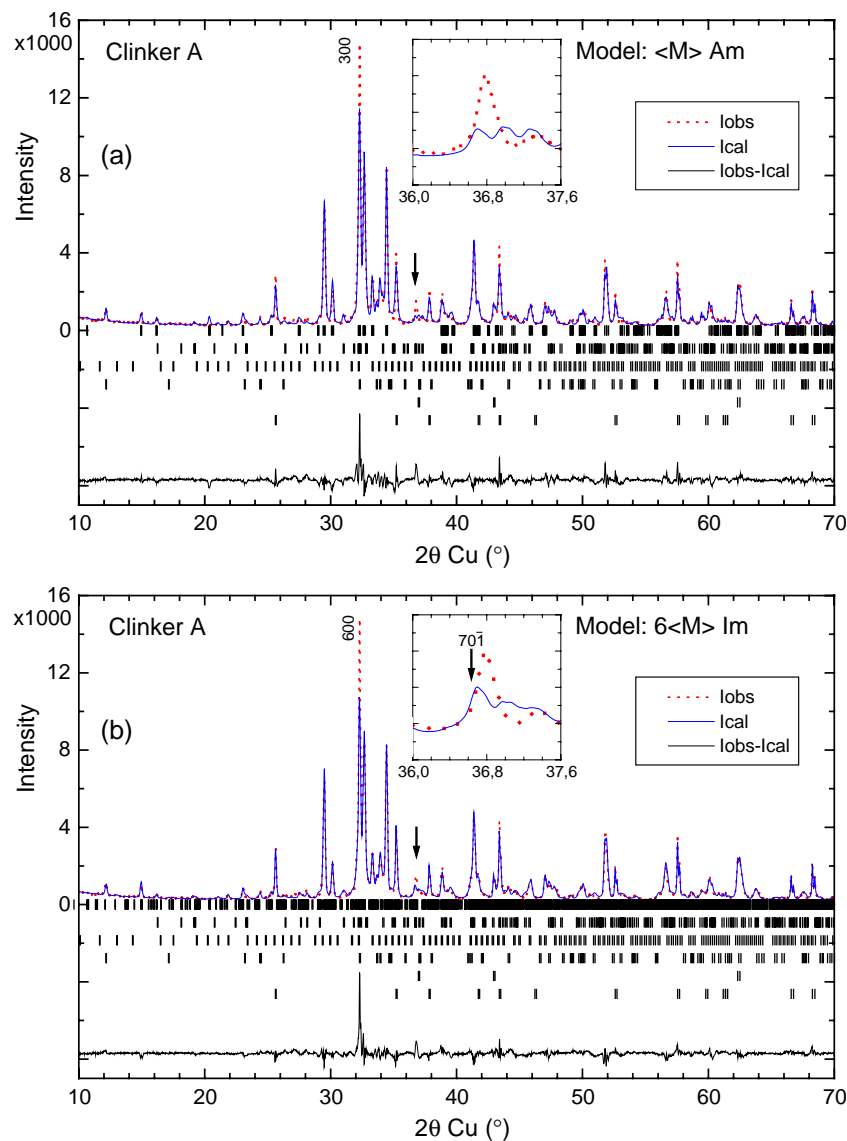 16
x1000
Clinker A
300
Model: <M> Am
12
(a)
Iobs
Ical
Iobs-Ical
36,0 36,8 37,6
Intensity
8
4
0
10 20 30 40 50 60 70
2θ Cu (°)
16
x1000
Clinker A
600
701̄
Model: 6<M> Im
12
(b)
Iobs
Ical
Iobs-Ical
36,0 36,8 37,6
Intensity
8
4
0
10 20 30 40 50 60 70
2θ Cu (°)